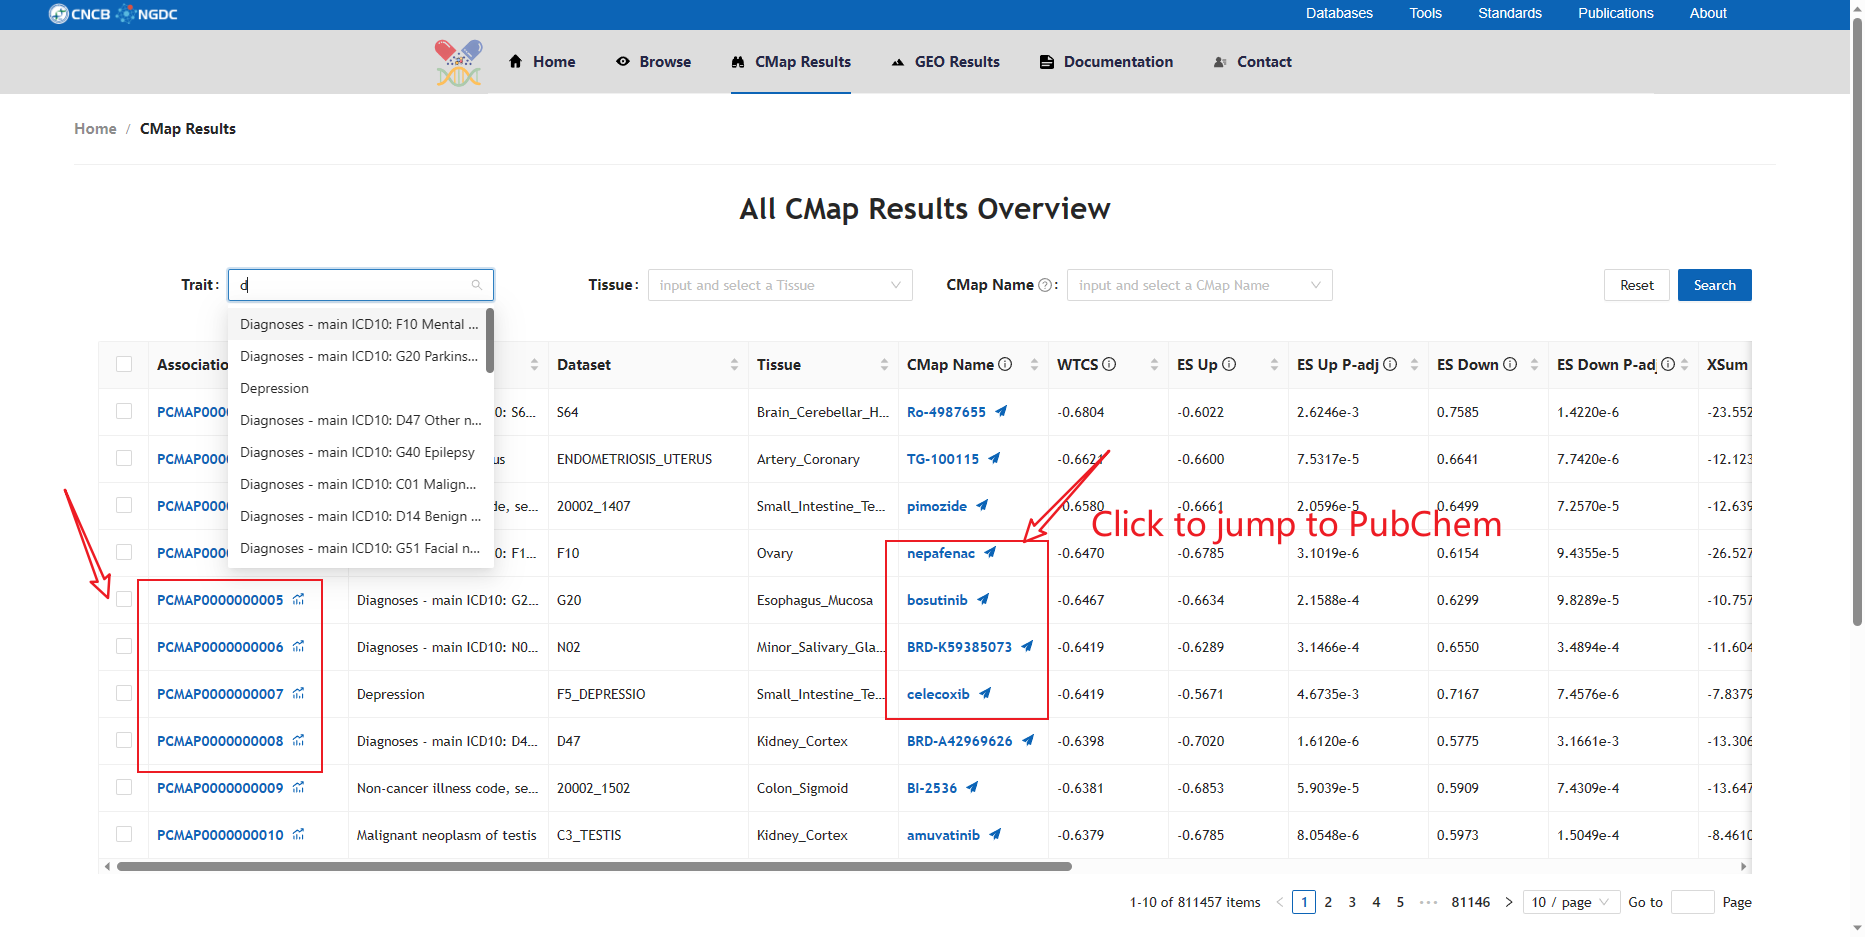 CNCB NGDC Databases Tools Standards Publications About
Home Browse CMap Results GEO Results Documentation Contact
Home / CMap Results
All CMap Results Overview
Trait : d Tissue : input and select a Tissue CMap Name : input and select a CMap Name Reset Search
Diagnoses - main ICD10: F10 Mental ...
Diagnoses - main ICD10: G20 Parkins...
Depression
Diagnoses - main ICD10: D47 Other n...
Diagnoses - main ICD10: G40 Epilepsy
Diagnoses - main ICD10: C01 Malign...
Diagnoses - main ICD10: D14 Benign ...
Diagnoses - main ICD10: G51 Facial n...
Associatio Dataset Tissue CMap Name WTCS ES Up ES Up P-adj ES Down ES Down P-adj XSum
PCMAP000 0: S6... S64 Brain_Cerebellar_H... Ro-4987655 -0.6804 -0.6022 2.6246e-3 0.7585 1.4220e-6 -23.552
PCMAP000 us ENDOMETRIOSIS_UTERUS Artery_Coronary TG-100115 -0.6621 -0.6600 7.5317e-5 0.6641 7.7420e-6 -12.123
PCMAP000 de, se... 20002_1407 Small_Intestine_Te... pimozide -0.6580 -0.6661 2.0596e-5 0.6499 7.2570e-5 -12.639
Click to jump to PubChem
PCMAP000 0: F1... F10 Ovary nepafenac -0.6470 -0.6785 3.1019e-6 0.6154 9.4355e-5 -26.527
PCMAP0000000005 Diagnoses - main ICD10: G2... G20 Esophagus_Mucosa bosutinib -0.6467 -0.6634 2.1588e-4 0.6299 9.8289e-5 -10.757
PCMAP0000000006 Diagnoses - main ICD10: N0... N02 Minor_Salivary_Gla... BRD-K59385073 -0.6419 -0.6289 3.1466e-4 0.6550 3.4894e-4 -11.604
PCMAP0000000007 Depression F5_DEPRESSIO Small_Intestine_Te... celecoxib -0.6419 -0.5671 4.6735e-3 0.7167 7.4576e-6 -7.8379
PCMAP0000000008 Diagnoses - main ICD10: D4... D47 Kidney_Cortex BRD-A42969626 -0.6398 -0.7020 1.6120e-6 0.5775 3.1661e-3 -13.306
PCMAP0000000009 Non-cancer illness code, se... 20002_1502 Colon_Sigmoid BI-2536 -0.6381 -0.6853 5.9039e-5 0.5909 7.4309e-4 -13.647
PCMAP0000000010 Malignant neoplasm of testis C3_TESTIS Kidney_Cortex amuvatinib -0.6379 -0.6785 8.0548e-6 0.5973 1.5049e-4 -8.4610
1-10 of 811457 items < 1 2 3 4 5 ••• 81146 > 10 / page Go to Page